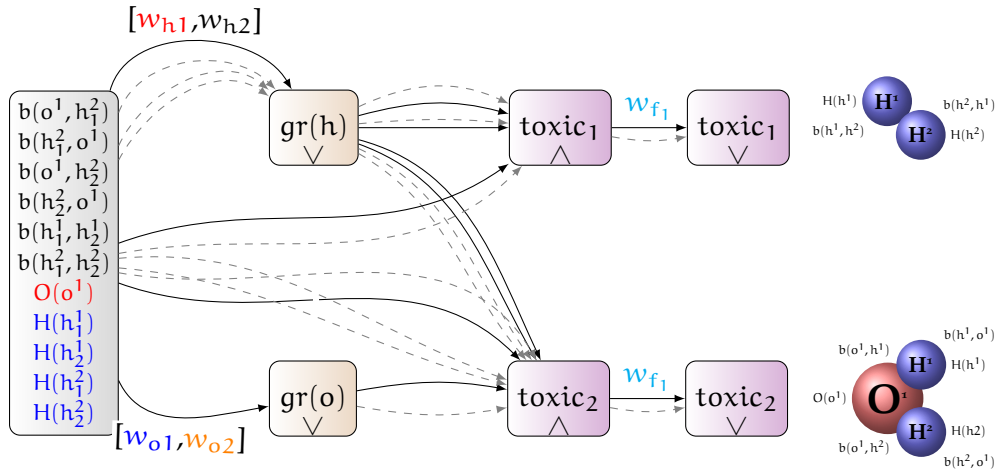 [w_h1,w_h2]
b(o¹,h₁²)
b(h₁²,o¹)
b(o¹,h₂²)
b(h₂²,o¹)
b(h₁¹,h₂¹)
b(h₁²,h₂²)
O(o¹)
H(h₁¹)
H(h₂¹)
H(h₁²)
H(h₂²)
gr(h)
∨
toxic₁
∧
w_f₁
toxic₁
∨
H(h¹)
b(h¹,h²)
H¹
H²
b(h²,h¹)
H(h²)
[w_o1,w_o2]
gr(o)
∨
toxic₂
∧
w_f₁
toxic₂
∨
b(o¹,h¹)
O(o¹)
b(o¹,h²)
O¹
H¹
H²
b(h¹,o¹)
H(h¹)
H(h2)
b(h²,o¹)